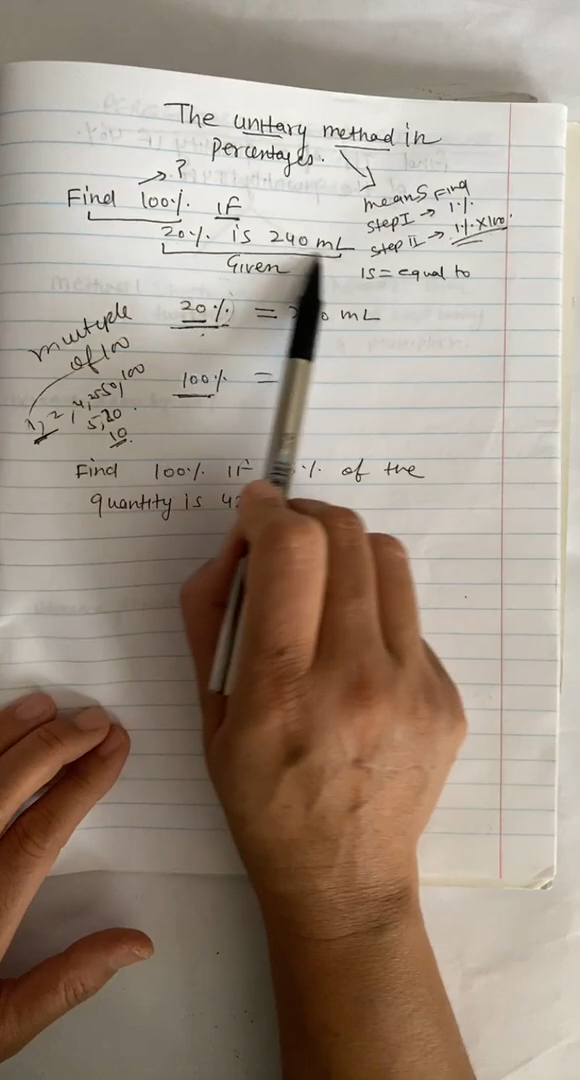 The unitary method in
percentages.
?
Find 100%. if
20% is 240 mL
Given
means Find
step I → 1%
step II → 1% × 100.
is = equal to
20% = mL
100% =
multiple
of 100
1, 2, 4, 25, 50, 100
5, 20
10
Find 100% if % of the
quantity is